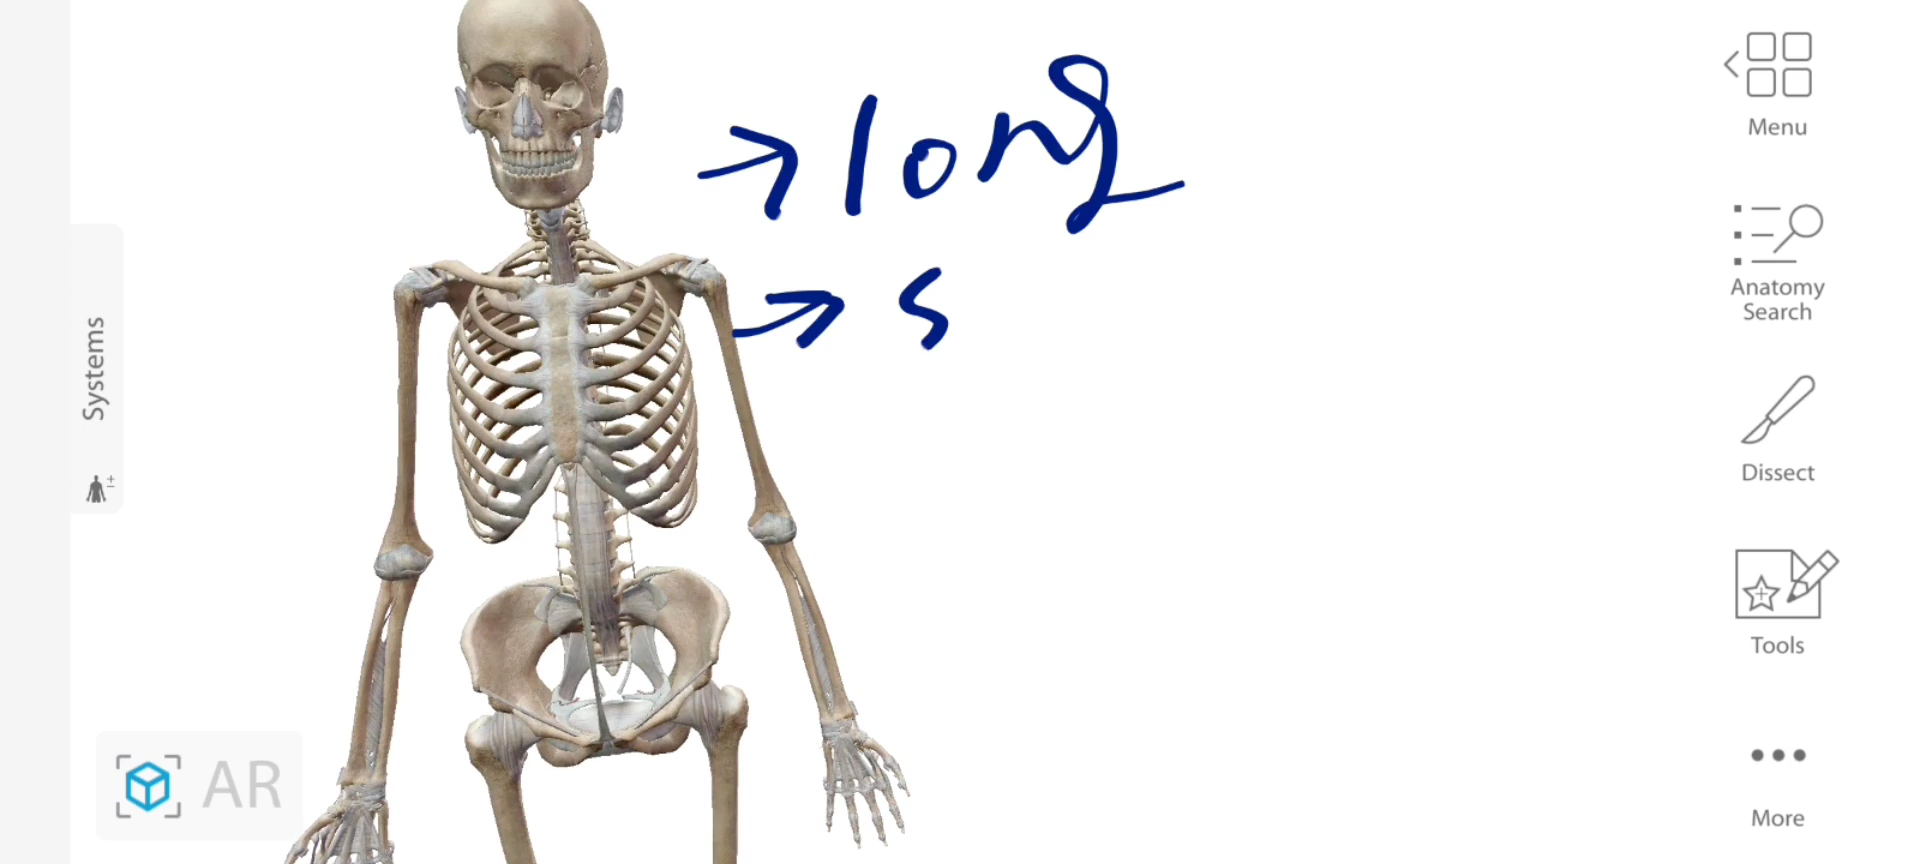 → long
→ s
Menu
Anatomy
Search
Systems
Dissect
Tools
AR
More